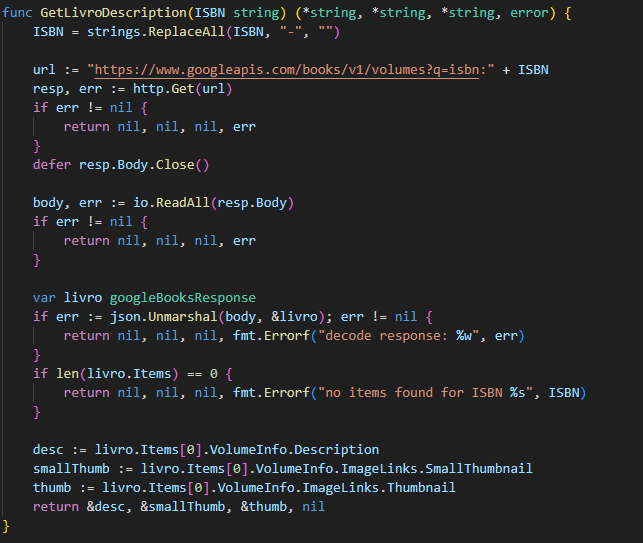 func GetLivroDescription(ISBN string) (*string, *string, *string, error) {
    ISBN = strings.ReplaceAll(ISBN, "-", "")

    url := "https://www.googleapis.com/books/v1/volumes?q=isbn:" + ISBN
    resp, err := http.Get(url)
    if err != nil {
        return nil, nil, nil, err
    }
    defer resp.Body.Close()

    body, err := io.ReadAll(resp.Body)
    if err != nil {
        return nil, nil, nil, err
    }

    var livro googleBooksResponse
    if err := json.Unmarshal(body, &livro); err != nil {
        return nil, nil, nil, fmt.Errorf("decode response: %w", err)
    }
    if len(livro.Items) == 0 {
        return nil, nil, nil, fmt.Errorf("no items found for ISBN %s", ISBN)
    }

    desc := livro.Items[0].VolumeInfo.Description
    smallThumb := livro.Items[0].VolumeInfo.ImageLinks.SmallThumbnail
    thumb := livro.Items[0].VolumeInfo.ImageLinks.Thumbnail
    return &desc, &smallThumb, &thumb, nil
}